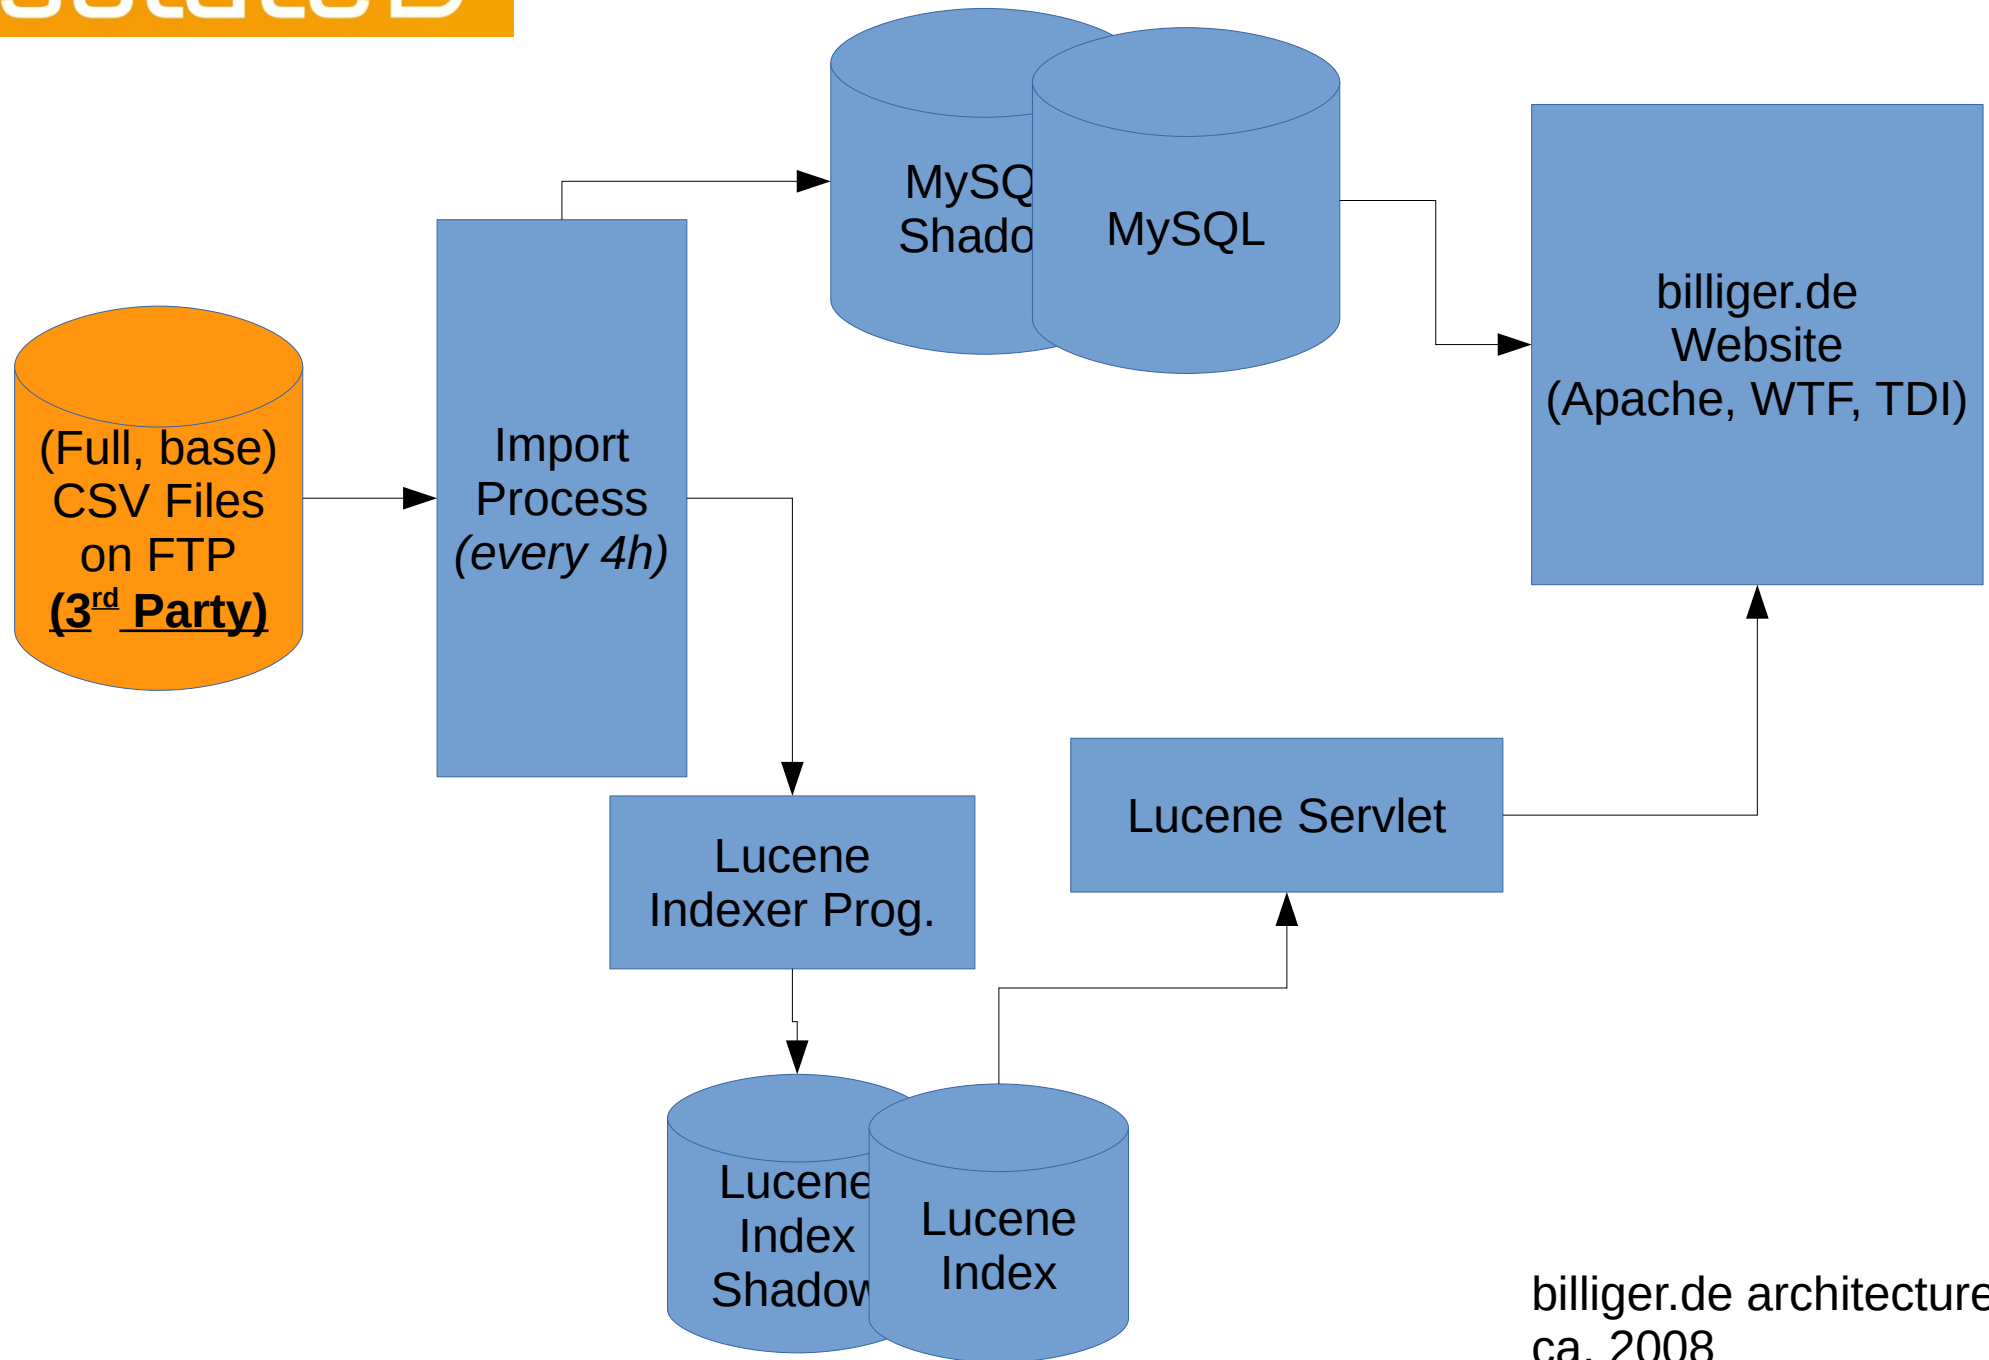 MySQ
Shado
MySQL
billiger.de
Website
(Apache, WTF, TDI)
(Full, base)
CSV Files
on FTP
(3rd Party)
Import
Process
(every 4h)
Lucene
Indexer Prog.
Lucene Servlet
Lucene
Index
Shadow
Lucene
Index
billiger.de architecture
ca. 2008